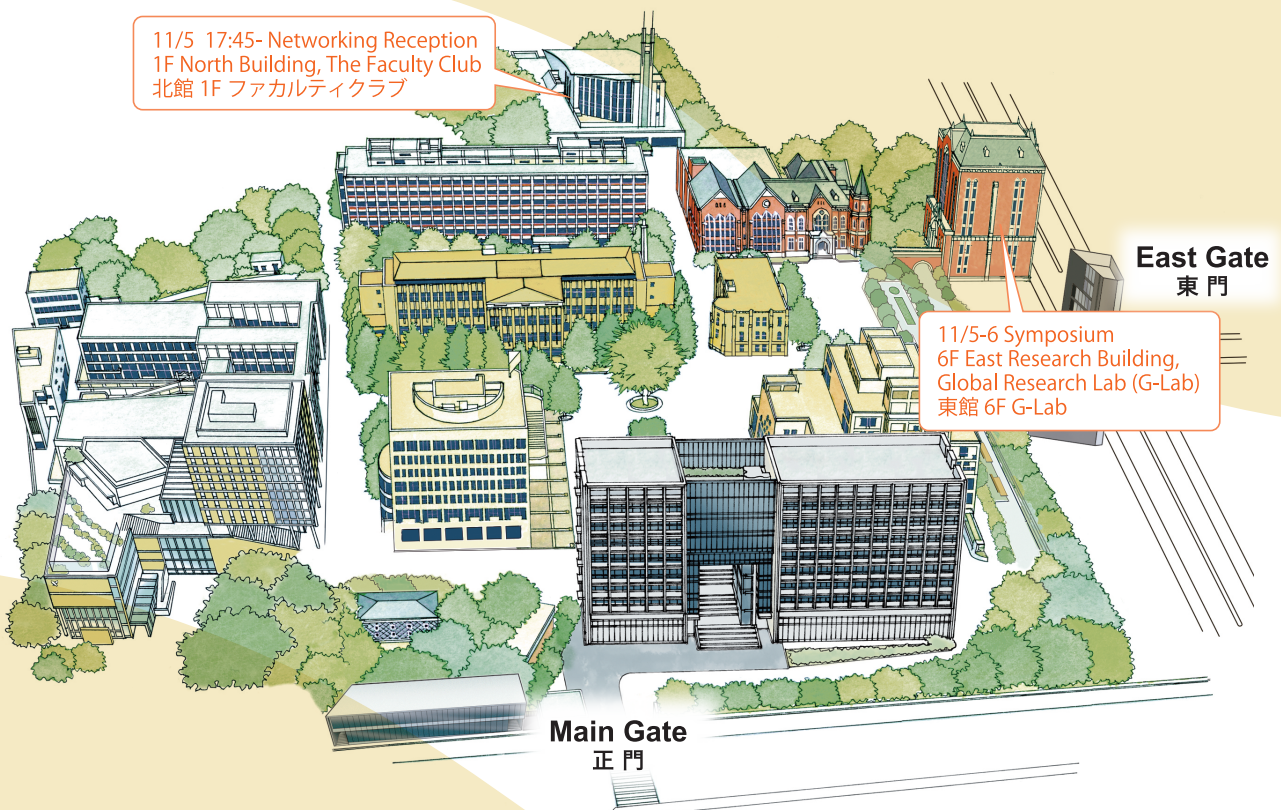 11/5  17:45- Networking Reception
1F North Building, The Faculty Club
北館 1F ファカルティクラブ
East Gate
東門
11/5-6 Symposium
6F East Research Building,
Global Research Lab (G-Lab)
東館 6F G-Lab
Main Gate
正門